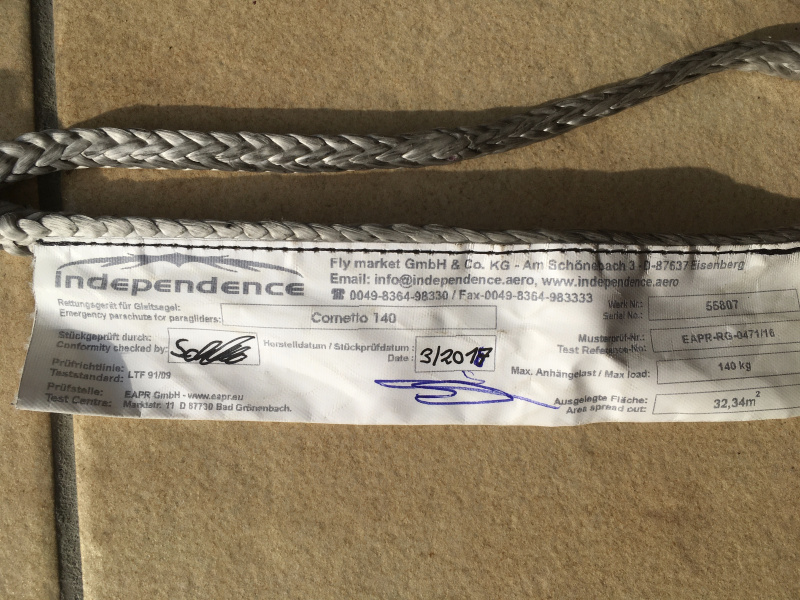 Independence
Fly market GmbH & Co. KG - Am Schönebach 3 -D-87637 Eisenberg
Email: info@independence.aero, www.independence.aero
☎ 0049-8364-98330 / Fax-0049-8364-983333
Rettungsgerät für Gleitsegel:
Emergency parachute for paragliders:
Cometto 140
Werk Nr.:
Serial No.:
55807
Stückgeprüft durch:
Conformity checked by:
Herstelldatum / Stückprüfdatum :
Date :
3/2017
Musterprüf-Nr.:
Test Reference-No.:
EAPR-RG-0471/16
Prüfrichtlinie:
Teststandard: LTF 91/09
Max. Anhängelast / Max load:
140 kg
Prüfstelle:
Test Centre:
EAPR GmbH - www.eapr.eu
Marktstr. 11 D 87730 Bad Grönenbach.
Ausgelegte Fläche:
Area spread out:
32,34m²